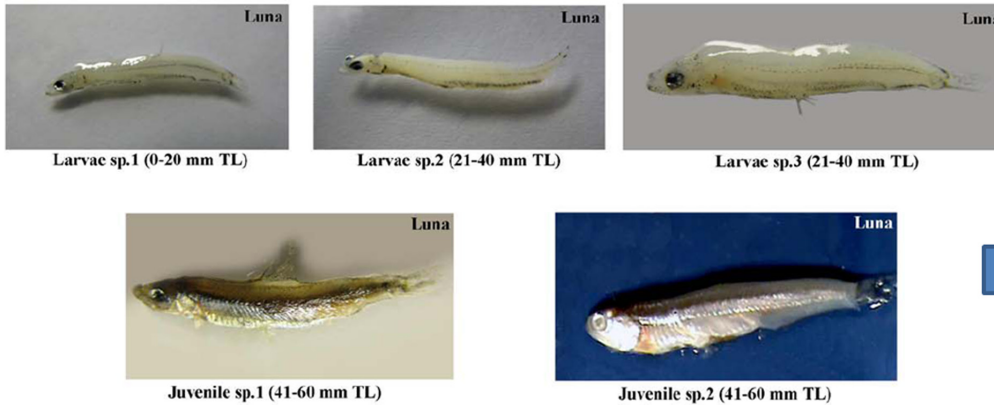 Luna
Luna
Luna
Larvae sp.1 (0-20 mm TL)
Larvae sp.2 (21-40 mm TL)
Larvae sp.3 (21-40 mm TL)
Luna
Luna
Juvenile sp.1 (41-60 mm TL)
Juvenile sp.2 (41-60 mm TL)